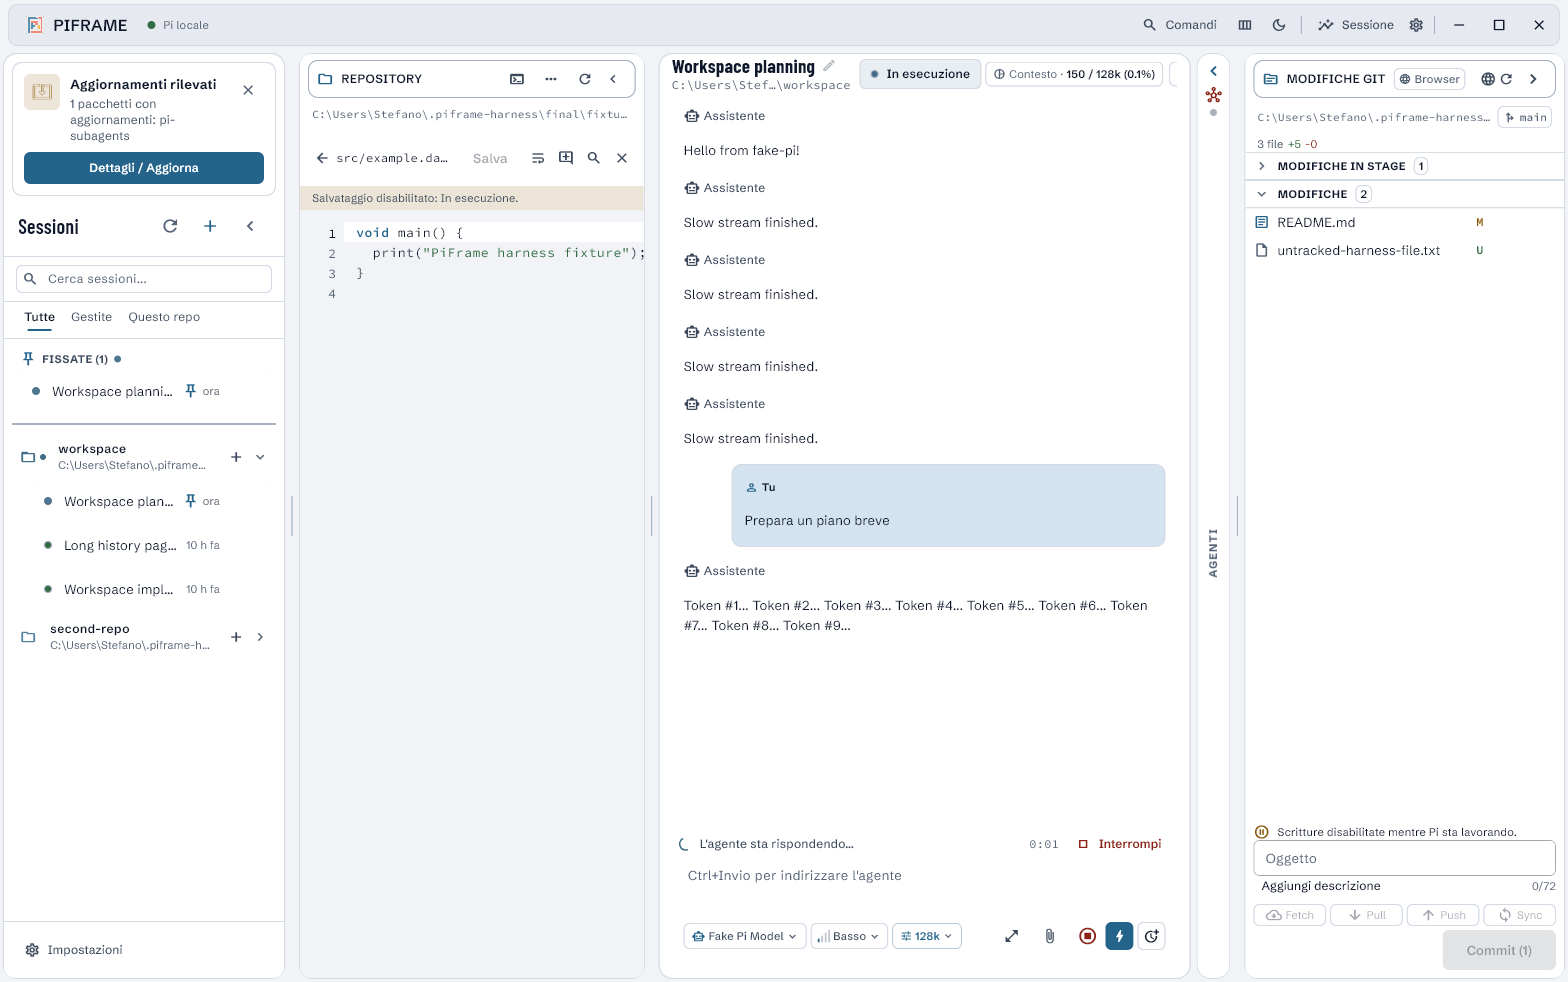 PIFRAME
Pi locale
Comandi
Sessione
Aggiornamenti rilevati
1 pacchetti con
aggiornamenti: pi-
subagents
Dettagli / Aggiorna
Sessioni
Cerca sessioni...
Tutte Gestite Questo repo
FISSATE (1)
Workspace planni... ora
workspace
C:\Users\Stefano\.piframe...
Workspace plan... ora
Long history pag... 10 h fa
Workspace impl... 10 h fa
second-repo
C:\Users\Stefano\.piframe-h...
Impostazioni
REPOSITORY
C:\Users\Stefano\.piframe-harness\final\fixtu...
src/example.da... Salva
Salvataggio disabilitato: In esecuzione.
1 void main() {
2 print("PiFrame harness fixture");
3 }
4
Workspace planning
C:\Users\Stef...\workspace
In esecuzione
Contesto · 150 / 128k (0.1%)
Assistente
Hello from fake-pi!
Assistente
Slow stream finished.
Assistente
Slow stream finished.
Assistente
Slow stream finished.
Assistente
Slow stream finished.
Tu
Prepara un piano breve
Assistente
Token #1... Token #2... Token #3... Token #4... Token #5... Token #6... Token
#7... Token #8... Token #9...
L'agente sta rispondendo... 0:01 Interrompi
Ctrl+Invio per indirizzare l'agente
Fake Pi Model Basso 128k
AGENTI
MODIFICHE GIT Browser
C:\Users\Stefano\.piframe-harness... main
3 file +5 -0
MODIFICHE IN STAGE 1
MODIFICHE 2
README.md M
untracked-harness-file.txt U
Scritture disabilitate mentre Pi sta lavorando.
Oggetto
Aggiungi descrizione 0/72
Fetch Pull Push Sync
Commit (1)